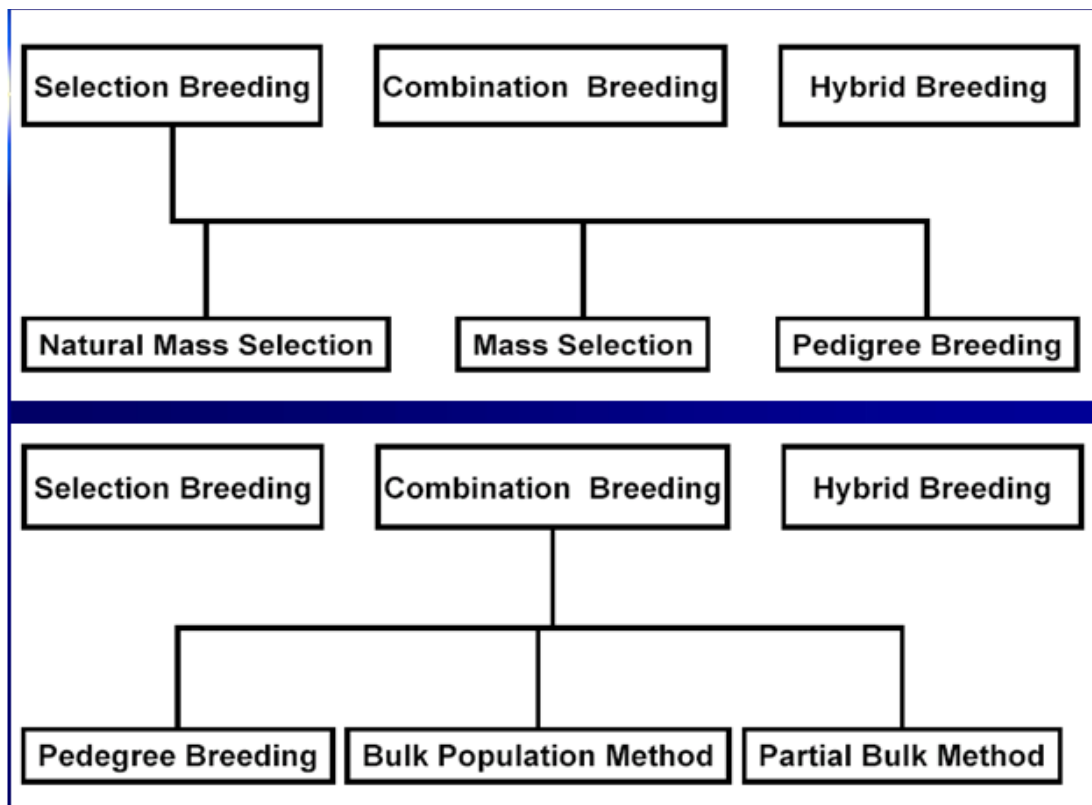 Selection Breeding
Combination Breeding
Hybrid Breeding
Natural Mass Selection
Mass Selection
Pedigree Breeding
Selection Breeding
Combination Breeding
Hybrid Breeding
Pedegree Breeding
Bulk Population Method
Partial Bulk Method